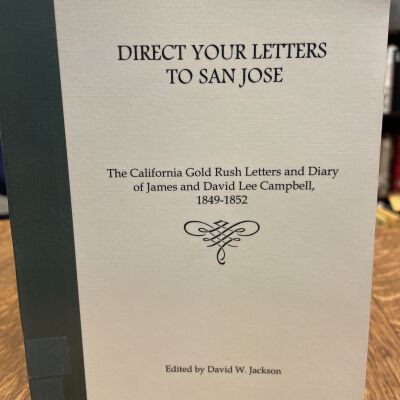 DIRECT YOUR LETTERS
TO SAN JOSE
The California Gold Rush Letters and Diary
of James and David Lee Campbell,
1849-1852
Edited by David W. Jackson